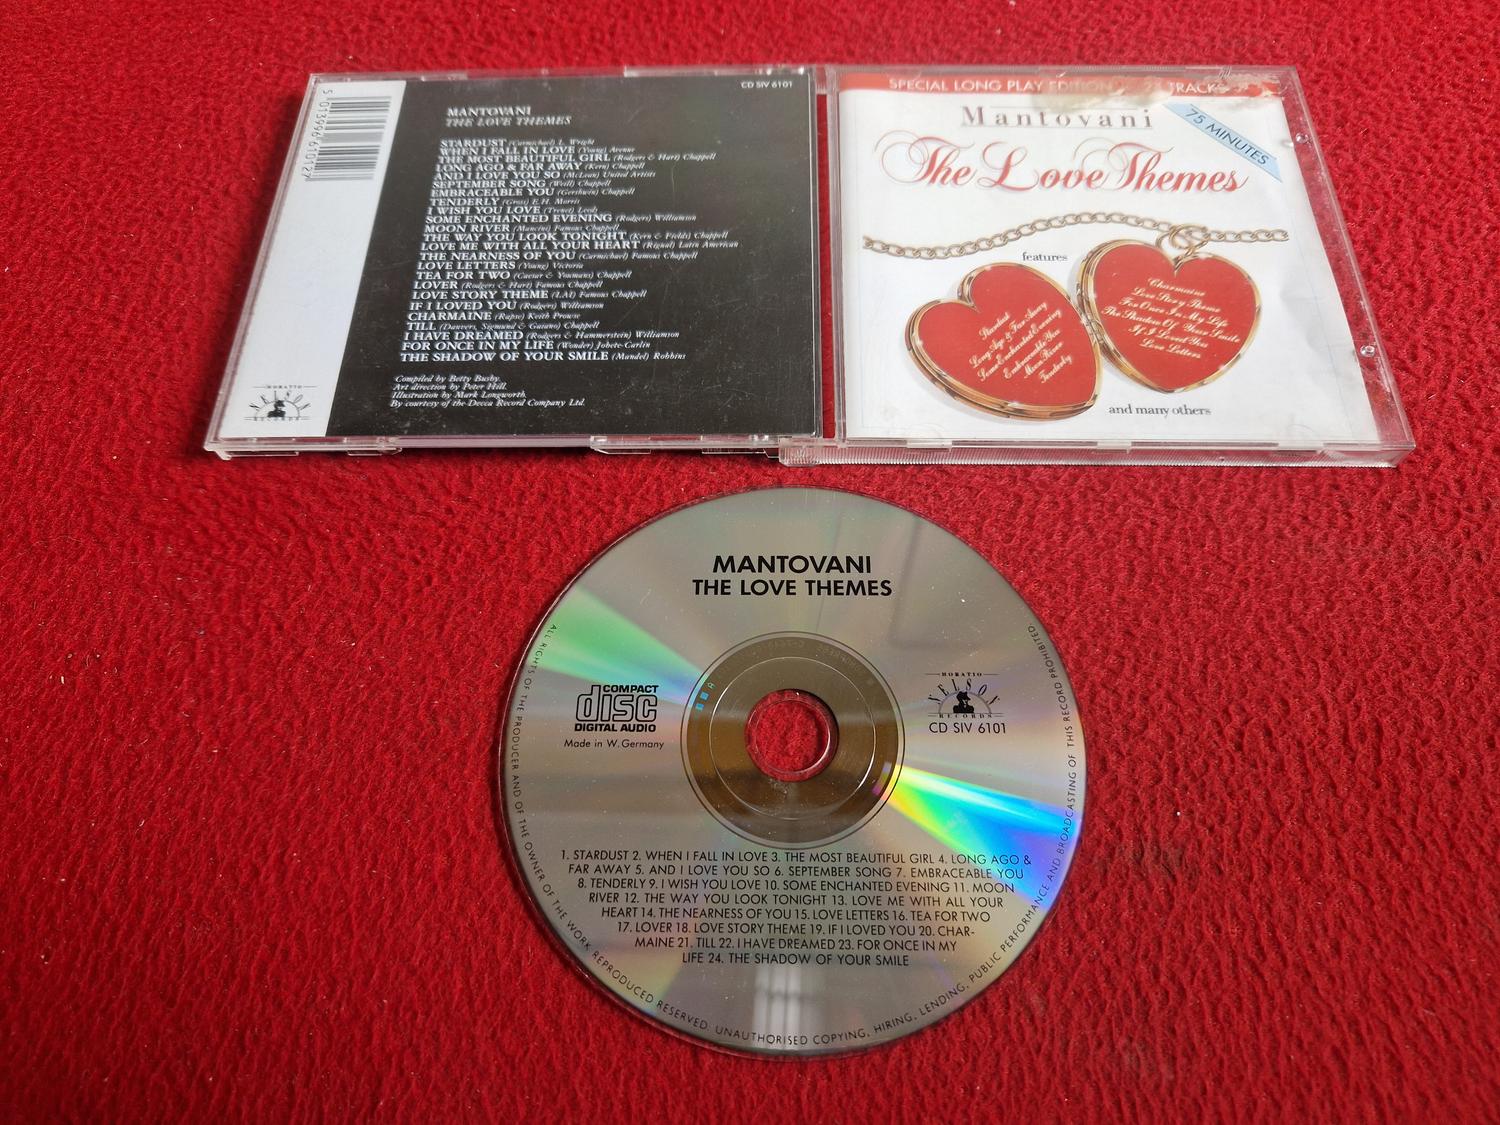 5 013996 610127
CD SIV 6101
MANTOVANI
THE LOVE THEMES
STARDUST (Carmichael) L. Wright
WHEN I FALL IN LOVE (Young) Avenue
THE MOST BEAUTIFUL GIRL (Rodgers & Hart) Chappell
LONG AGO & FAR AWAY (Kern) Chappell
AND I LOVE YOU SO (McLean) United Artists
SEPTEMBER SONG (Weill) Chappell
EMBRACEABLE YOU (Gershwin) Chappell
TENDERLY (Gross) E.H. Morris
I WISH YOU LOVE (Trenet) Leeds
SOME ENCHANTED EVENING (Rodgers) Williamson
MOON RIVER (Mancini) Famous Chappell
THE WAY YOU LOOK TONIGHT (Kern & Fields) Chappell
LOVE ME WITH ALL YOUR HEART (Rigual) Latin American
THE NEARNESS OF YOU (Carmichael) Famous Chappell
LOVE LETTERS (Young) Victoria
TEA FOR TWO (Caesar & Youmans) Chappell
LOVER (Rodgers & Hart) Famous Chappell
LOVE STORY THEME (LAI) Famous Chappell
IF I LOVED YOU (Rodgers) Williamson
CHARMAINE (Rapee) Keith Prowse
TILL (Danvers, Sigmund & Gaiano) Chappell
I HAVE DREAMED (Rodgers & Hammerstein) Williamson
FOR ONCE IN MY LIFE (Wonder) Jobete-Carlin
THE SHADOW OF YOUR SMILE (Mandel) Robbins
Compiled by Betty Busby.
Art direction by Peter Hill.
Illustration by Mark Longworth.
By courtesy of the Decca Record Company Ltd.
HORATIO
NELSON
RECORDS
SPECIAL LONG PLAY EDITION TRACKS
Mantovani
75 MINUTES
The Love Themes
features
Stardust
Long Ago & Far Away
Some Enchanted Evening
Embraceable You
Moon River
Tenderly
Charmaine
Love Story Theme
For Once In My Life
The Shadow Of Your Smile
If I Loved You
Love Letters
and many others
MANTOVANI
THE LOVE THEMES
COMPACT
disc
DIGITAL AUDIO
Made in W. Germany
HORATIO
NELSON
RECORDS
CD SIV 6101
1. STARDUST 2. WHEN I FALL IN LOVE 3. THE MOST BEAUTIFUL GIRL 4. LONG AGO &
FAR AWAY 5. AND I LOVE YOU SO 6. SEPTEMBER SONG 7. EMBRACEABLE YOU
8. TENDERLY 9. I WISH YOU LOVE 10. SOME ENCHANTED EVENING 11. MOON
RIVER 12. THE WAY YOU LOOK TONIGHT 13. LOVE ME WITH ALL YOUR
HEART 14. THE NEARNESS OF YOU 15. LOVE LETTERS 16. TEA FOR TWO
17. LOVER 18. LOVE STORY THEME 19. IF I LOVED YOU 20. CHAR-
MAINE 21. TILL 22. I HAVE DREAMED 23. FOR ONCE IN MY
LIFE 24. THE SHADOW OF YOUR SMILE
ALL RIGHTS OF THE PRODUCER AND OF THE OWNER OF THE WORK REPRODUCED RESERVED. UNAUTHORISED COPYING, HIRING, LENDING, PUBLIC PERFORMANCE AND BROADCASTING OF THIS RECORD PROHIBITED